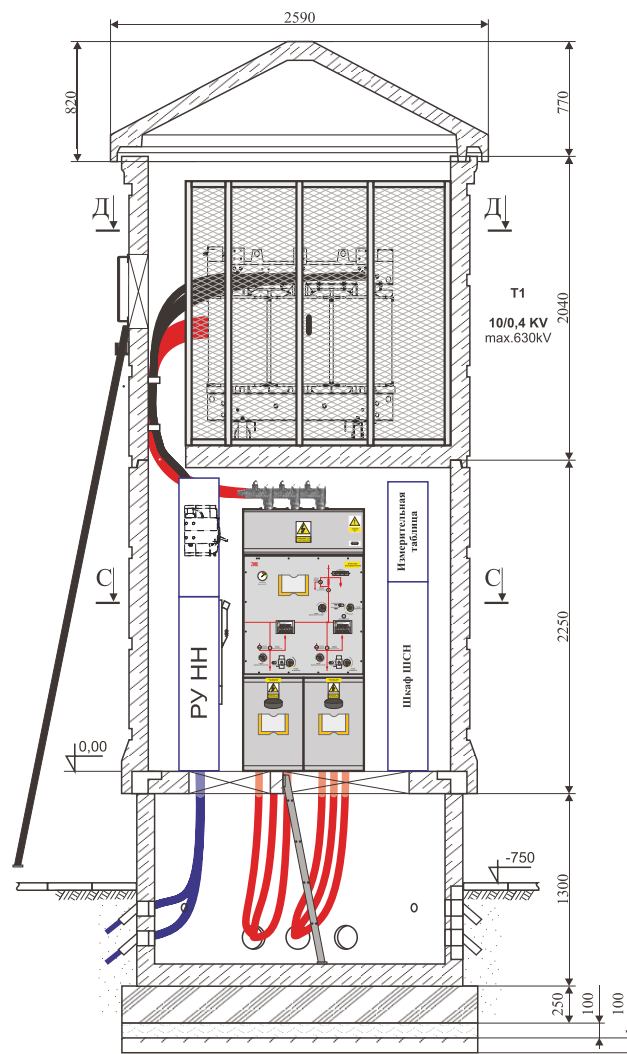 2590
820
770
Д
Д
T1
10/0,4 KV
max.630kV
2040
Измерительная
таблица
С
С
РУ НН
Шкаф ШСН
2250
0,00
-750
1300
250
100
100